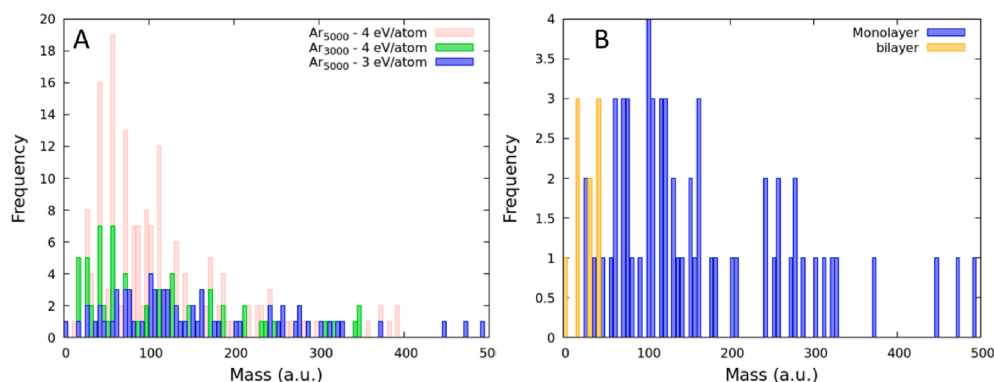 A
Ar5000 - 4 eV/atom
Ar3000 - 4 eV/atom
Ar5000 - 3 eV/atom
20
18
16
14
12
10
8
6
4
2
0
Frequency
0 100 200 300 400 50
Mass (a.u.)
B
Monolayer
bilayer
4
3.5
3
2.5
2
1.5
1
0.5
0
Frequency
0 100 200 300 400 500
Mass (a.u.)